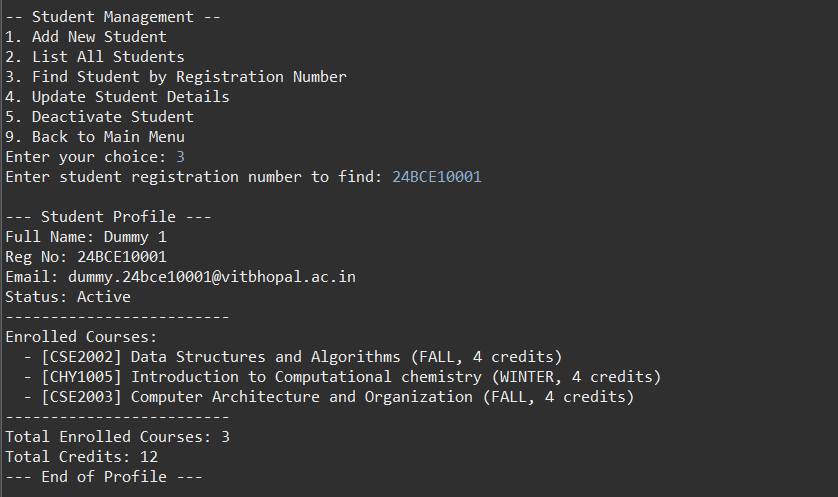 -- Student Management --
1. Add New Student
2. List All Students
3. Find Student by Registration Number
4. Update Student Details
5. Deactivate Student
9. Back to Main Menu
Enter your choice: 3
Enter student registration number to find: 24BCE10001

--- Student Profile ---
Full Name: Dummy 1
Reg No: 24BCE10001
Email: dummy.24bce10001@vitbhopal.ac.in
Status: Active
-------------------------
Enrolled Courses:
  - [CSE2002] Data Structures and Algorithms (FALL, 4 credits)
  - [CHY1005] Introduction to Computational chemistry (WINTER, 4 credits)
  - [CSE2003] Computer Architecture and Organization (FALL, 4 credits)
-------------------------
Total Enrolled Courses: 3
Total Credits: 12
--- End of Profile ---